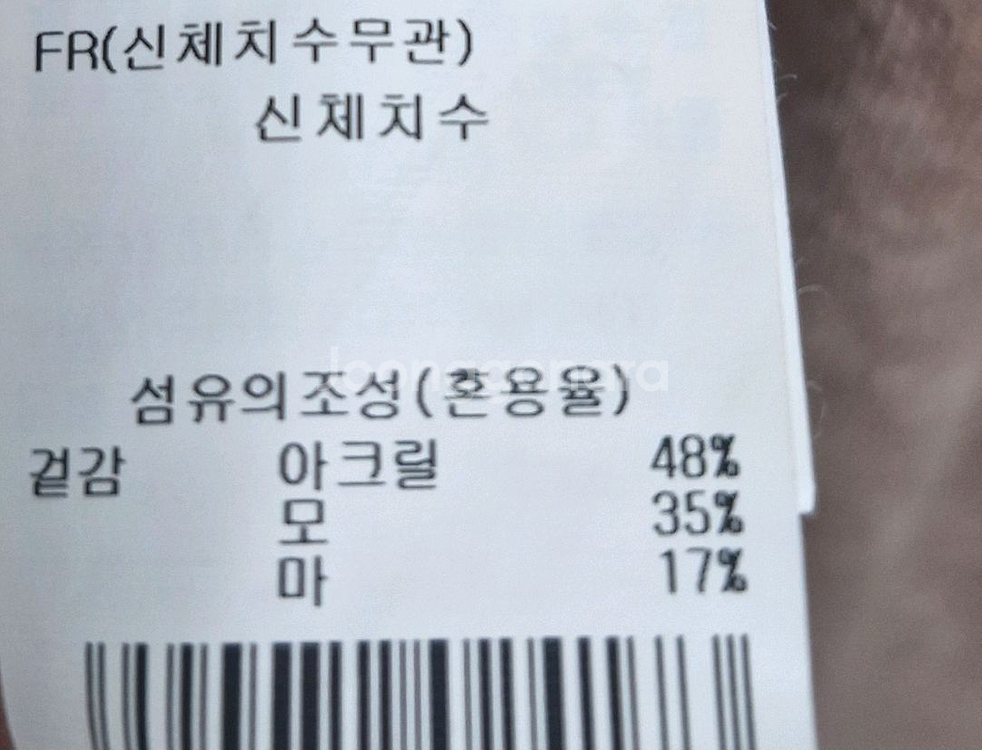 FR(신체치수무관)
신체치수
섬유의조성(혼용율)
겉감 아크릴 48%
모 35%
마 17%